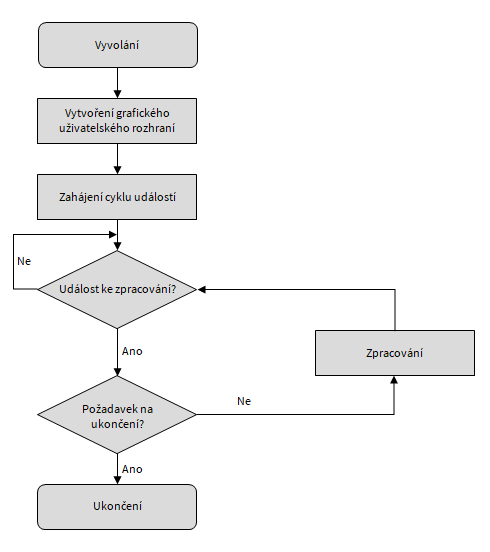 Vyvolání
Vytvoření grafického
uživatelského rozhraní
Zahájení cyklu událostí
Ne
Událost ke zpracování?
Ano
Zpracování
Požadavek na
ukončení?
Ne
Ano
Ukončení